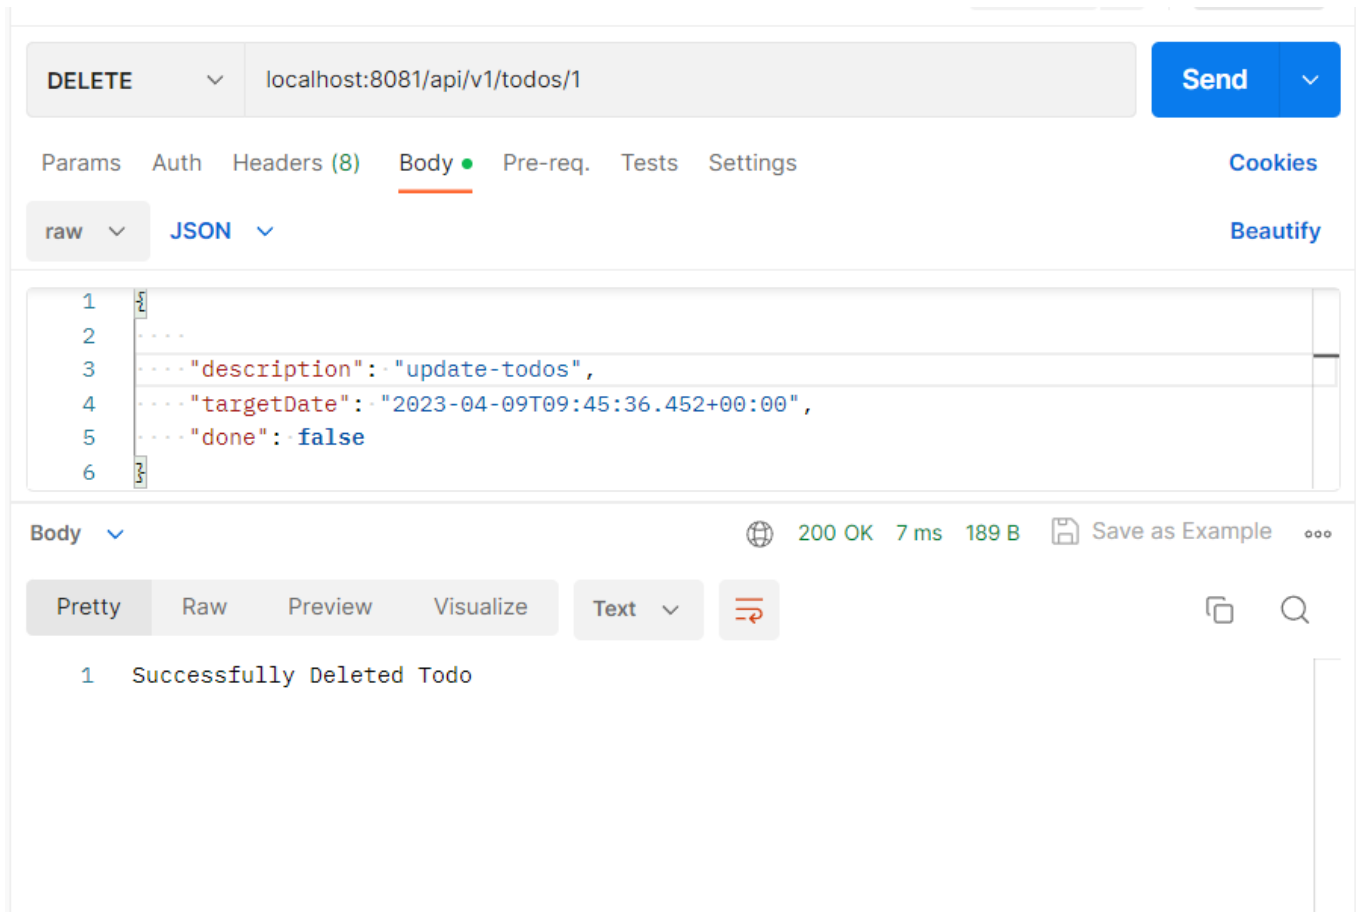 DELETE localhost:8081/api/v1/todos/1 Send
Params Auth Headers (8) Body Pre-req. Tests Settings Cookies
raw JSON Beautify
1 {
2
3 "description": "update-todos",
4 "targetDate": "2023-04-09T09:45:36.452+00:00",
5 "done": false
6 }
Body 200 OK 7 ms 189 B Save as Example
Pretty Raw Preview Visualize Text
1 Successfully Deleted Todo